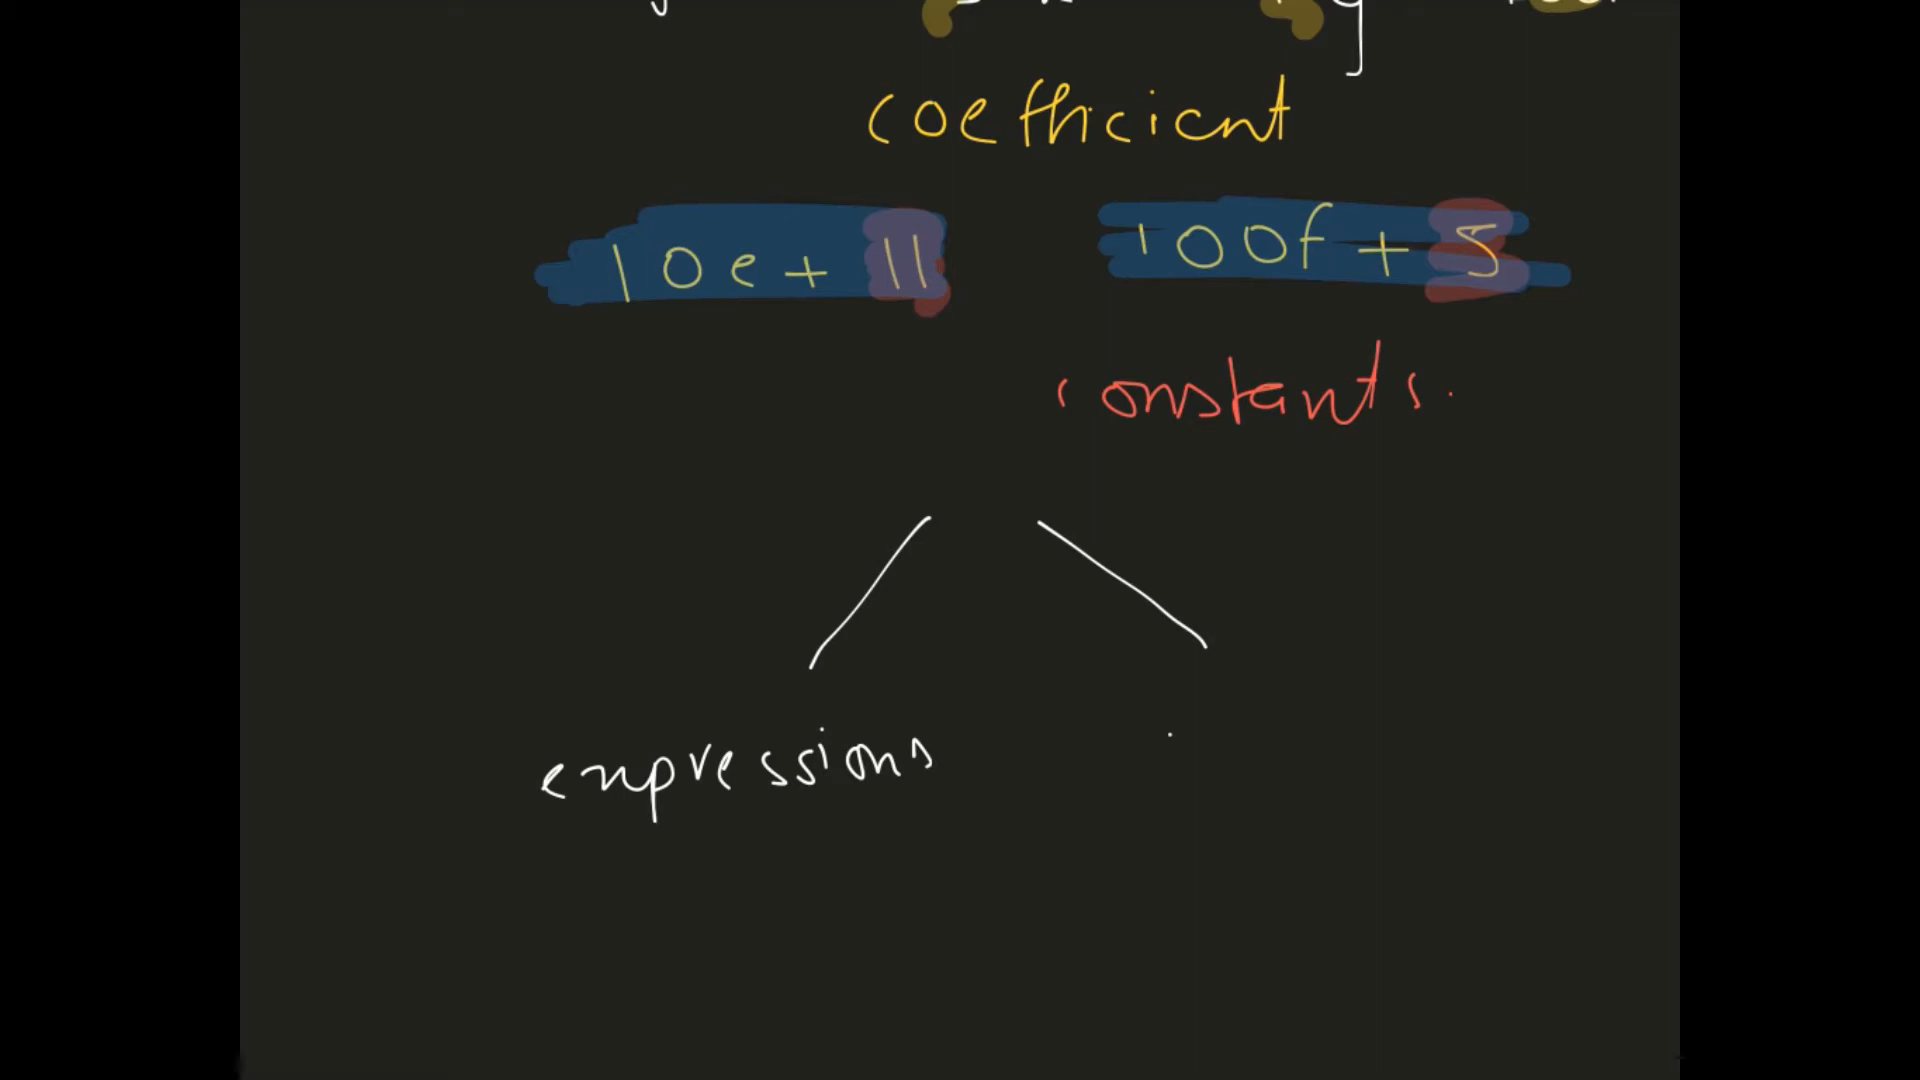 coefficient
10e + 11 100f + 5
constants.
expressions